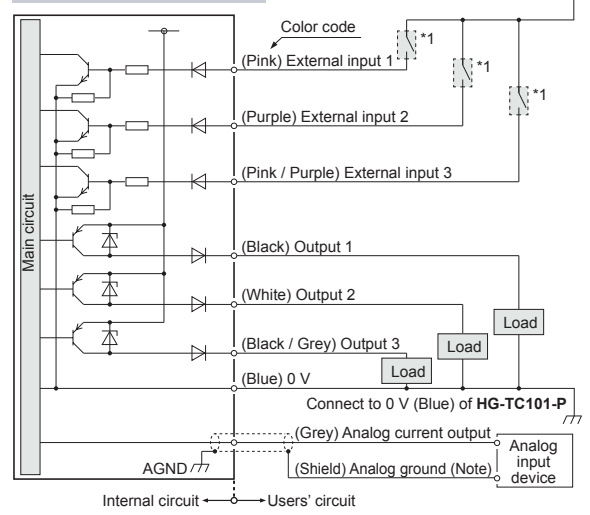 Color code
(Pink) External input 1
*1
*1
*1
(Purple) External input 2
(Pink / Purple) External input 3
Main circuit
(Black) Output 1
(White) Output 2
(Black / Grey) Output 3
Load
Load
Load
(Blue) 0 V
Connect to 0 V (Blue) of HG-TC101-P
(Grey) Analog current output
Analog
input
device
AGND
(Shield) Analog ground (Note)
Internal circuit
Users' circuit